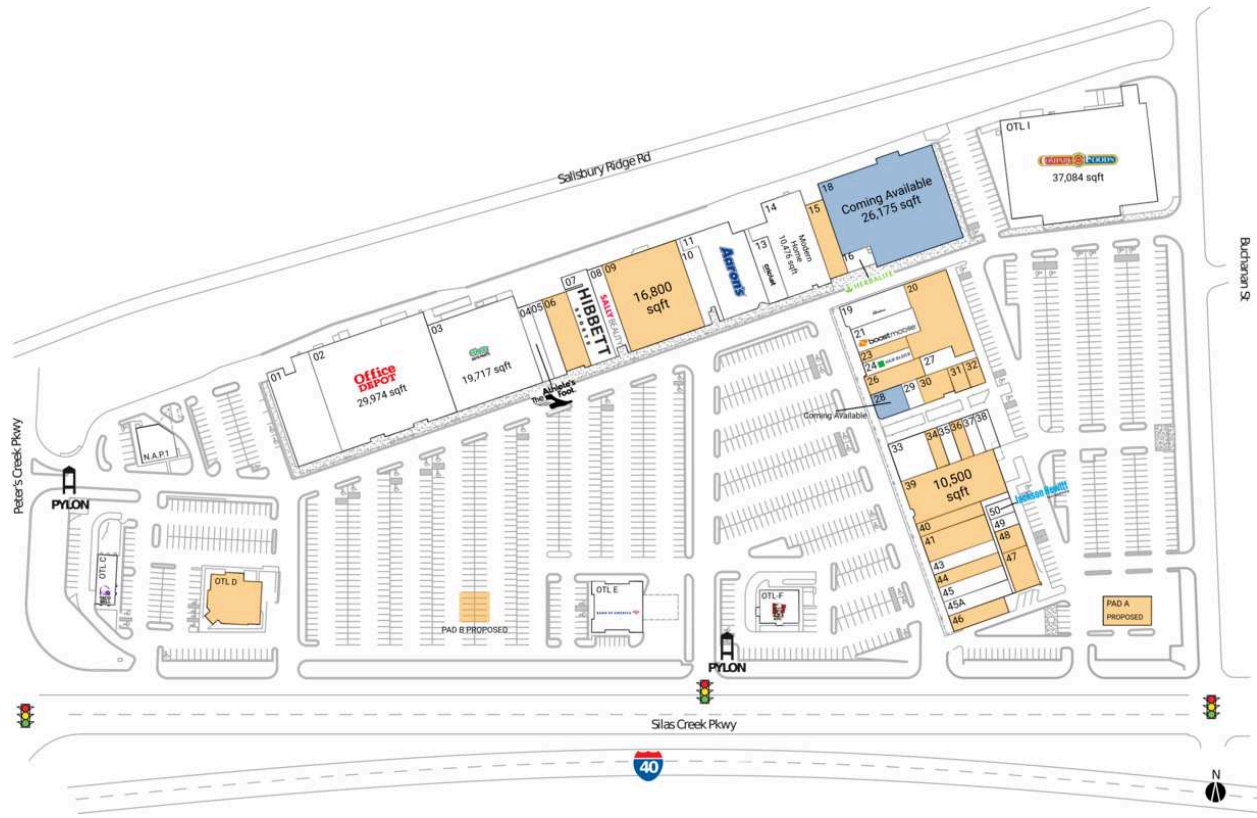 Salisbury Ridge Rd
Buchanan St
Peter's Creek Pkwy
Silas Creek Pkwy
40
N
PYLON
PYLON
OTL I
COMPARE FOODS
37,084 sqft
18
Coming Available
26,175 sqft
16
HERBALIFE
15
14
Modern
Home
10,476 sqft
13
cricket
11
10
Aaron's
09
16,800
sqft
08
SALLY BEAUTY
07
HIBBETT
SPORTS
06
05
04
The Athlete's
Foot
03
19,717 sqft
02
Office
DEPOT
29,974 sqft
01
N.A.P.1
OTL C
OTL D
PAD B PROPOSED
OTL E
BANK OF AMERICA
OTL-F
KFC
PAD A
PROPOSED
19
20
21
boostmobile
23
24
H&R BLOCK
26
27
28
29
30
31
32
Coming Available
33
34
35
36
37
38
39
10,500
sqft
Jackson Hewitt
50
49
48
47
40
41
43
44
45
45A
46